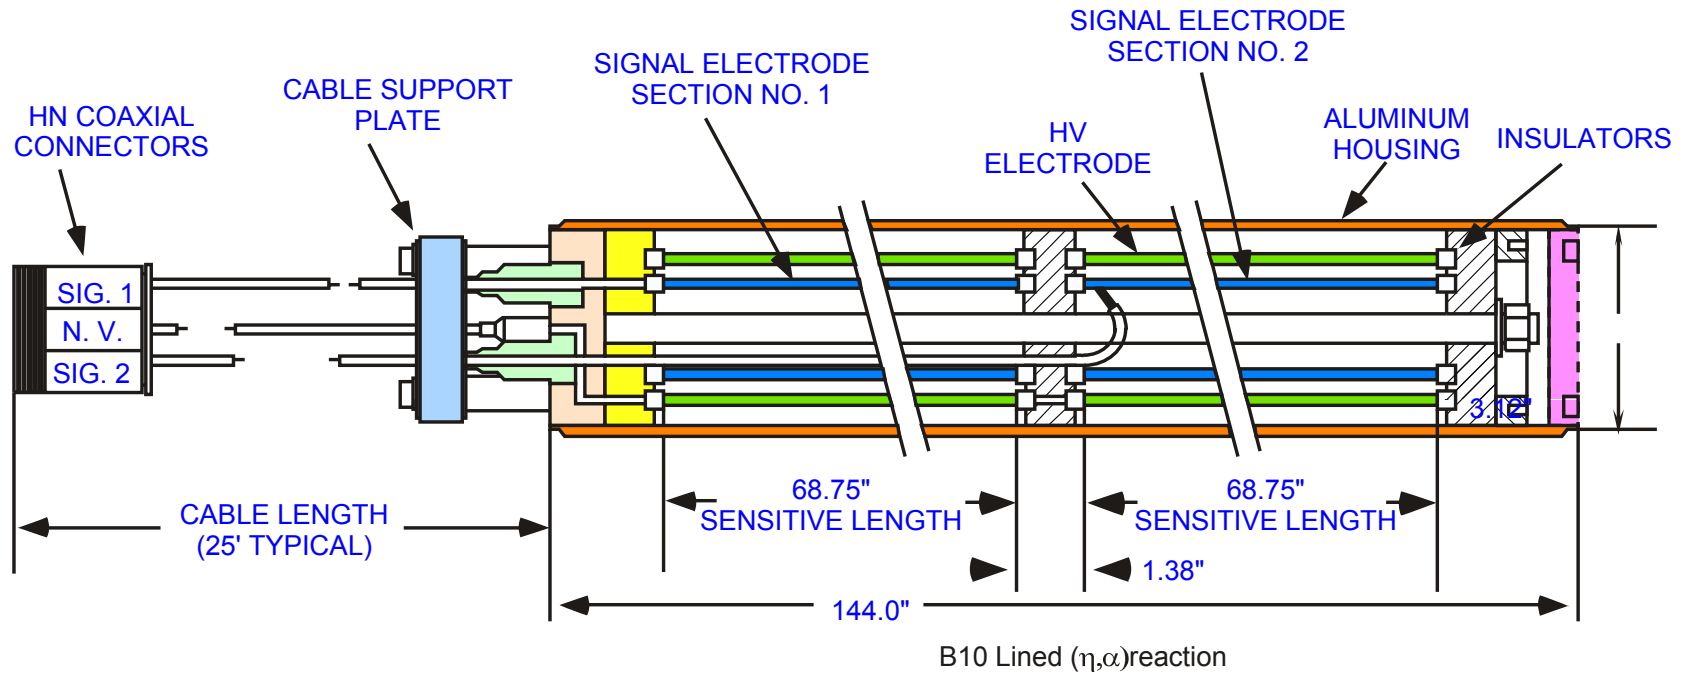 SIGNAL ELECTRODE
SECTION NO. 2
SIGNAL ELECTRODE
SECTION NO. 1
CABLE SUPPORT
PLATE
HN COAXIAL
CONNECTORS
HV
ELECTRODE
ALUMINUM
HOUSING
INSULATORS
SIG. 1
N. V.
SIG. 2
3.12"
68.75"
SENSITIVE LENGTH
68.75"
SENSITIVE LENGTH
CABLE LENGTH
(25' TYPICAL)
1.38"
144.0"
B10 Lined (η,α)reaction